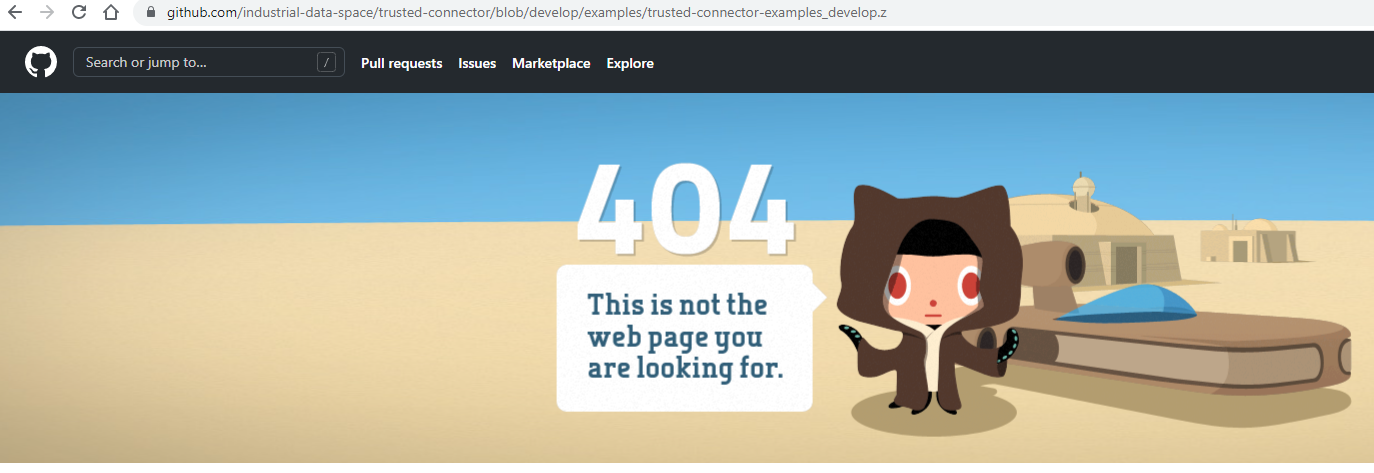 github.com/industrial-data-space/trusted-connector/blob/develop/examples/trusted-connector-examples_develop.z
Search or jump to... / Pull requests Issues Marketplace Explore
404
This is not the
web page you
are looking for.